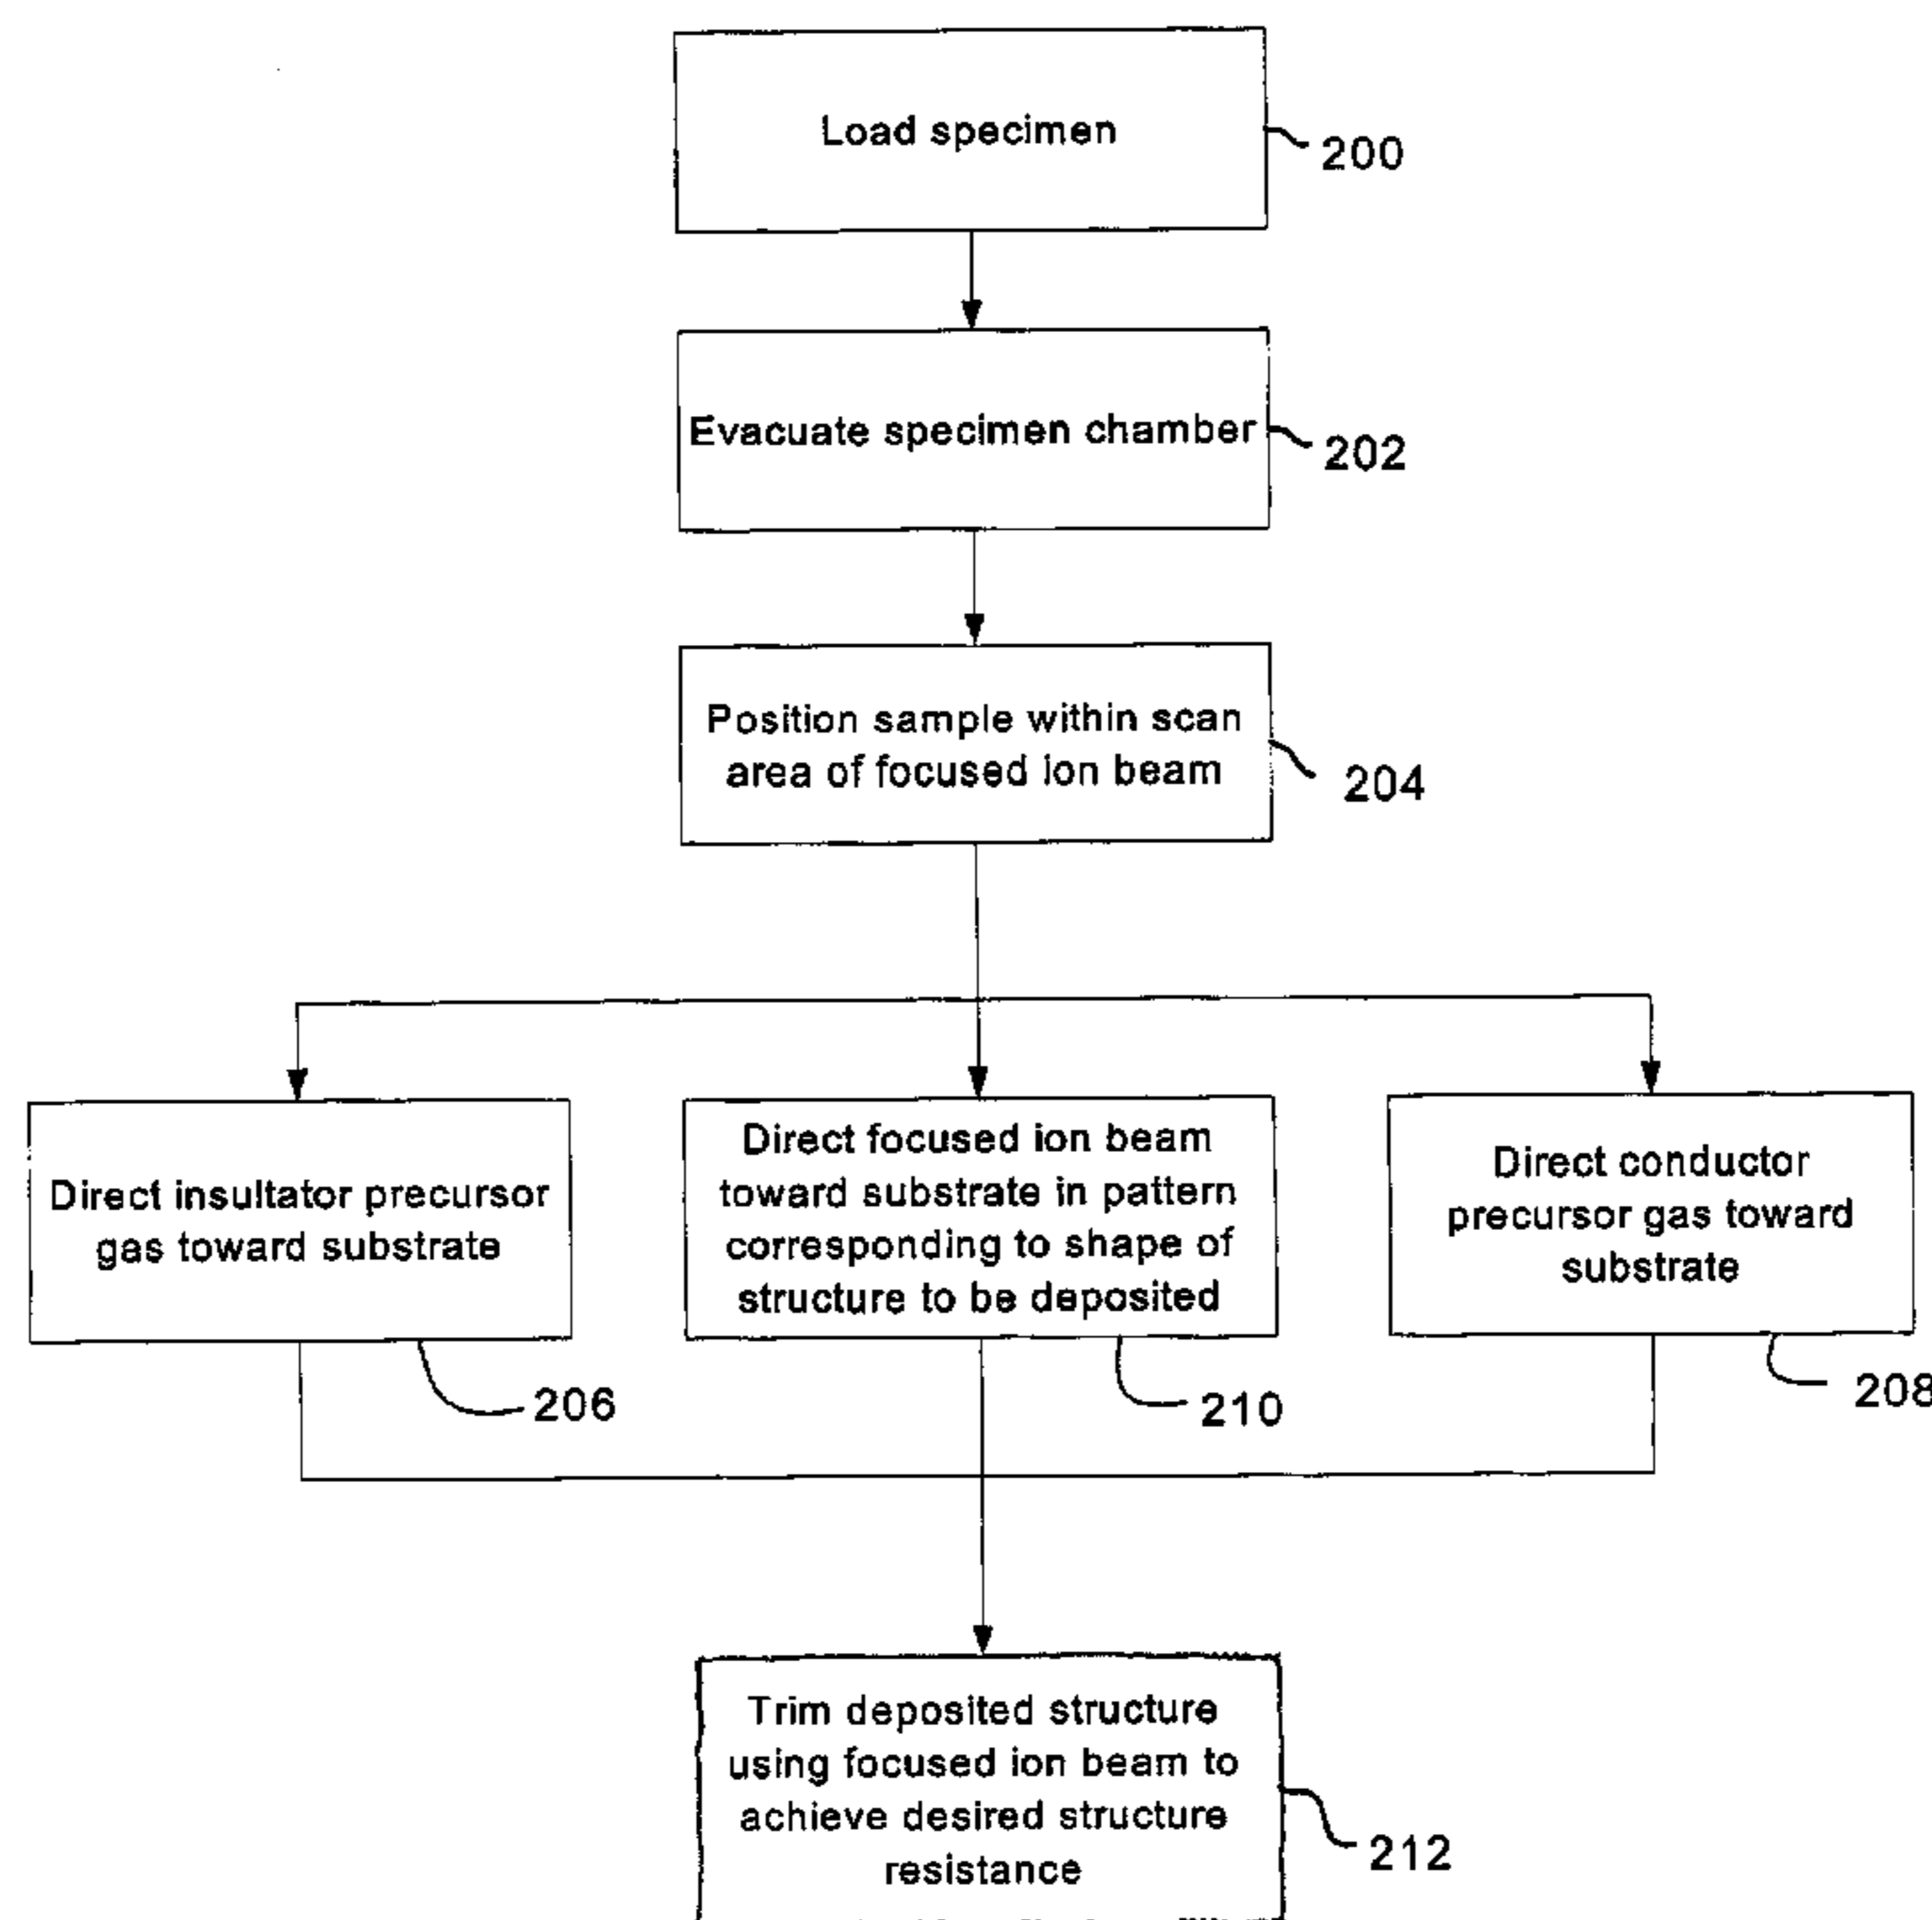 Load specimen
200
Evacuate specimen chamber
202
Position sample within scan
area of focused ion beam
204
Direct insultator precursor
gas toward substrate
206
Direct focused ion beam
toward substrate in pattern
corresponding to shape of
structure to be deposited
210
Direct conductor
precursor gas toward
substrate
208
Trim deposited structure
using focused ion beam to
achieve desired structure
resistance
212